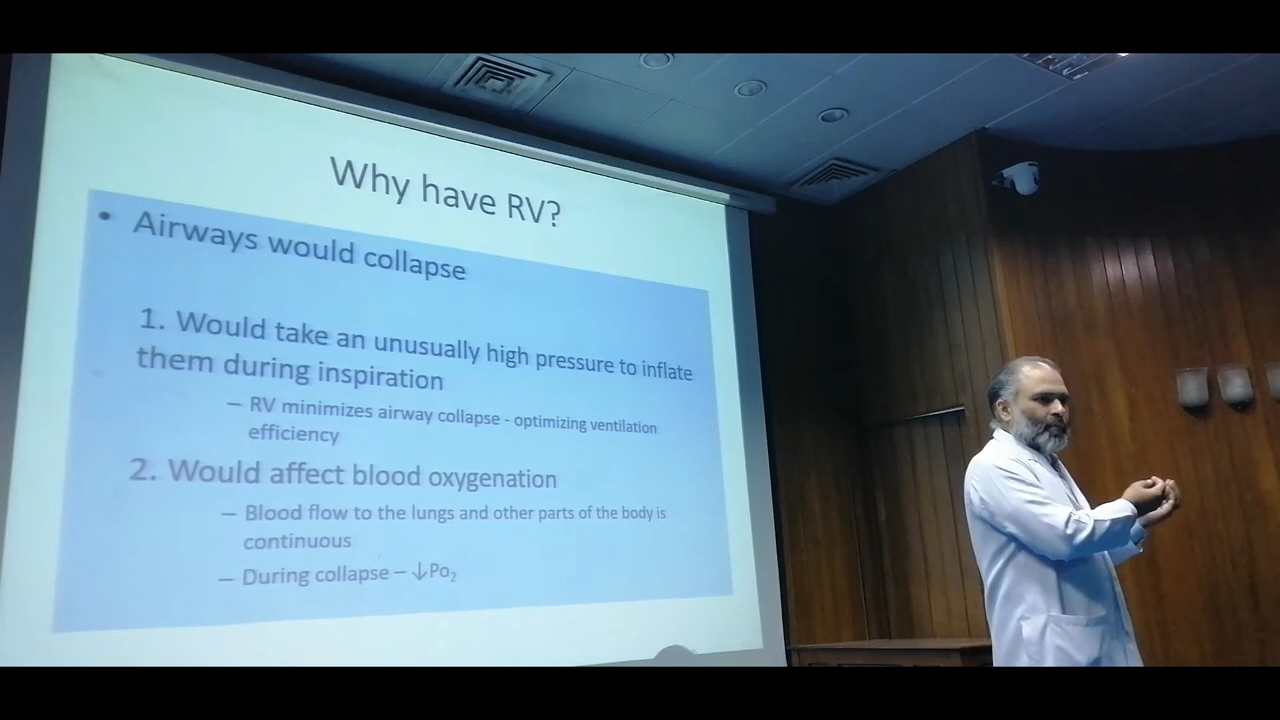 Why have RV?
• Airways would collapse
1. Would take an unusually high pressure to inflate
them during inspiration
– RV minimizes airway collapse - optimizing ventilation
efficiency
2. Would affect blood oxygenation
– Blood flow to the lungs and other parts of the body is
continuous
– During collapse – ↓Po₂